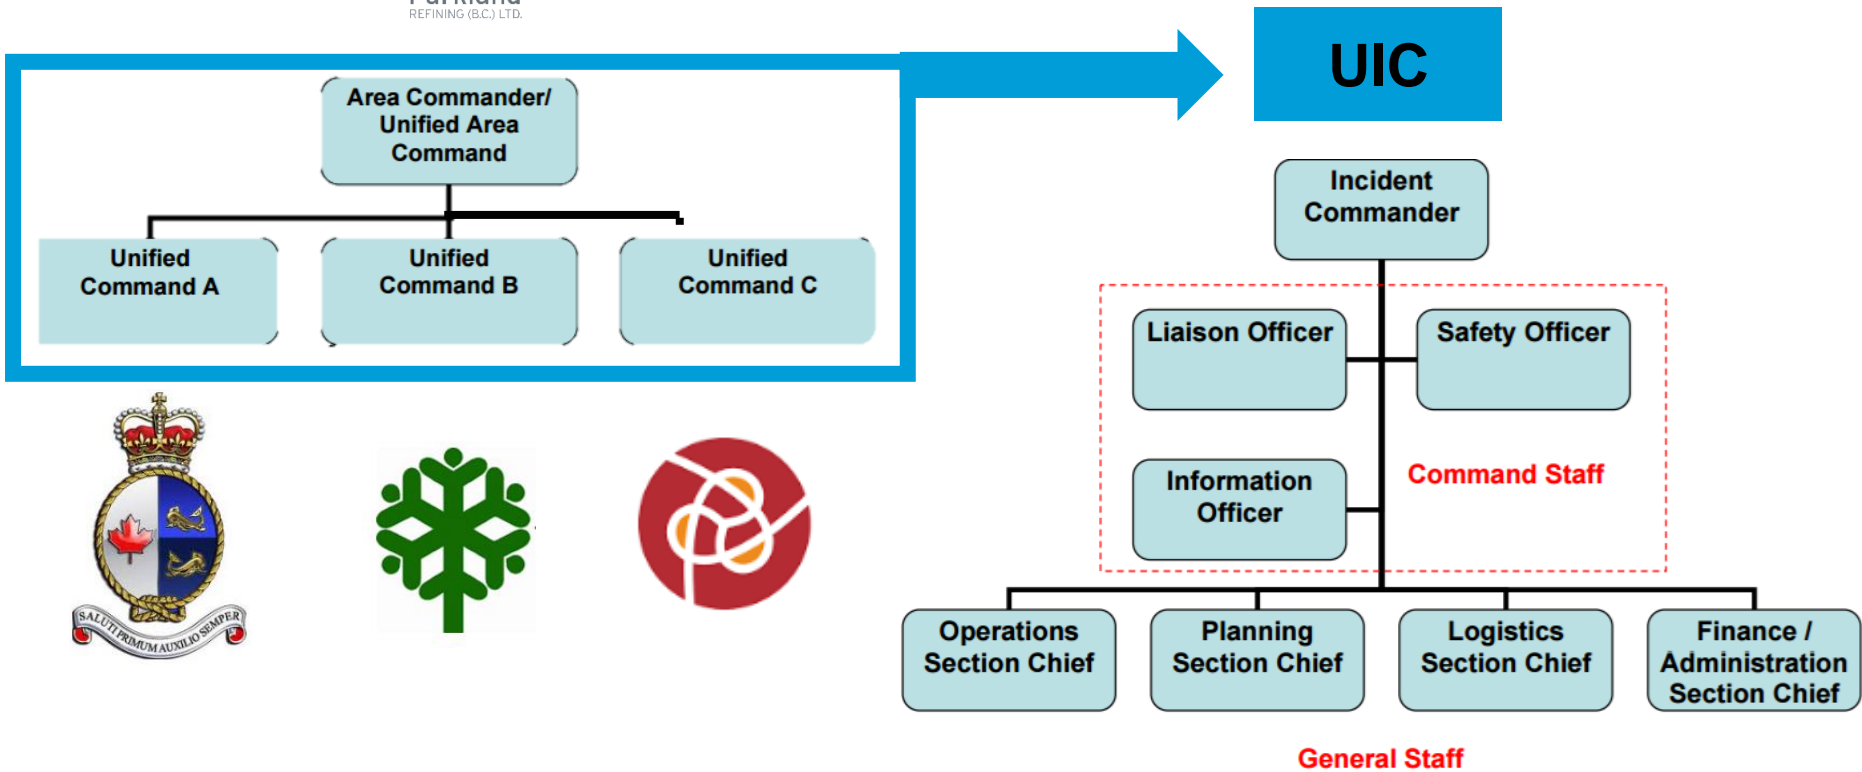 Parkland
REFINING (B.C.) LTD.
UIC
Area Commander/
Unified Area
Command
Unified
Command A
Unified
Command B
Unified
Command C
SALUTI PRIMUM AUXILIO SEMPER
Incident
Commander
Liaison Officer
Safety Officer
Information
Officer
Command Staff
Operations
Section Chief
Planning
Section Chief
Logistics
Section Chief
Finance /
Administration
Section Chief
General Staff